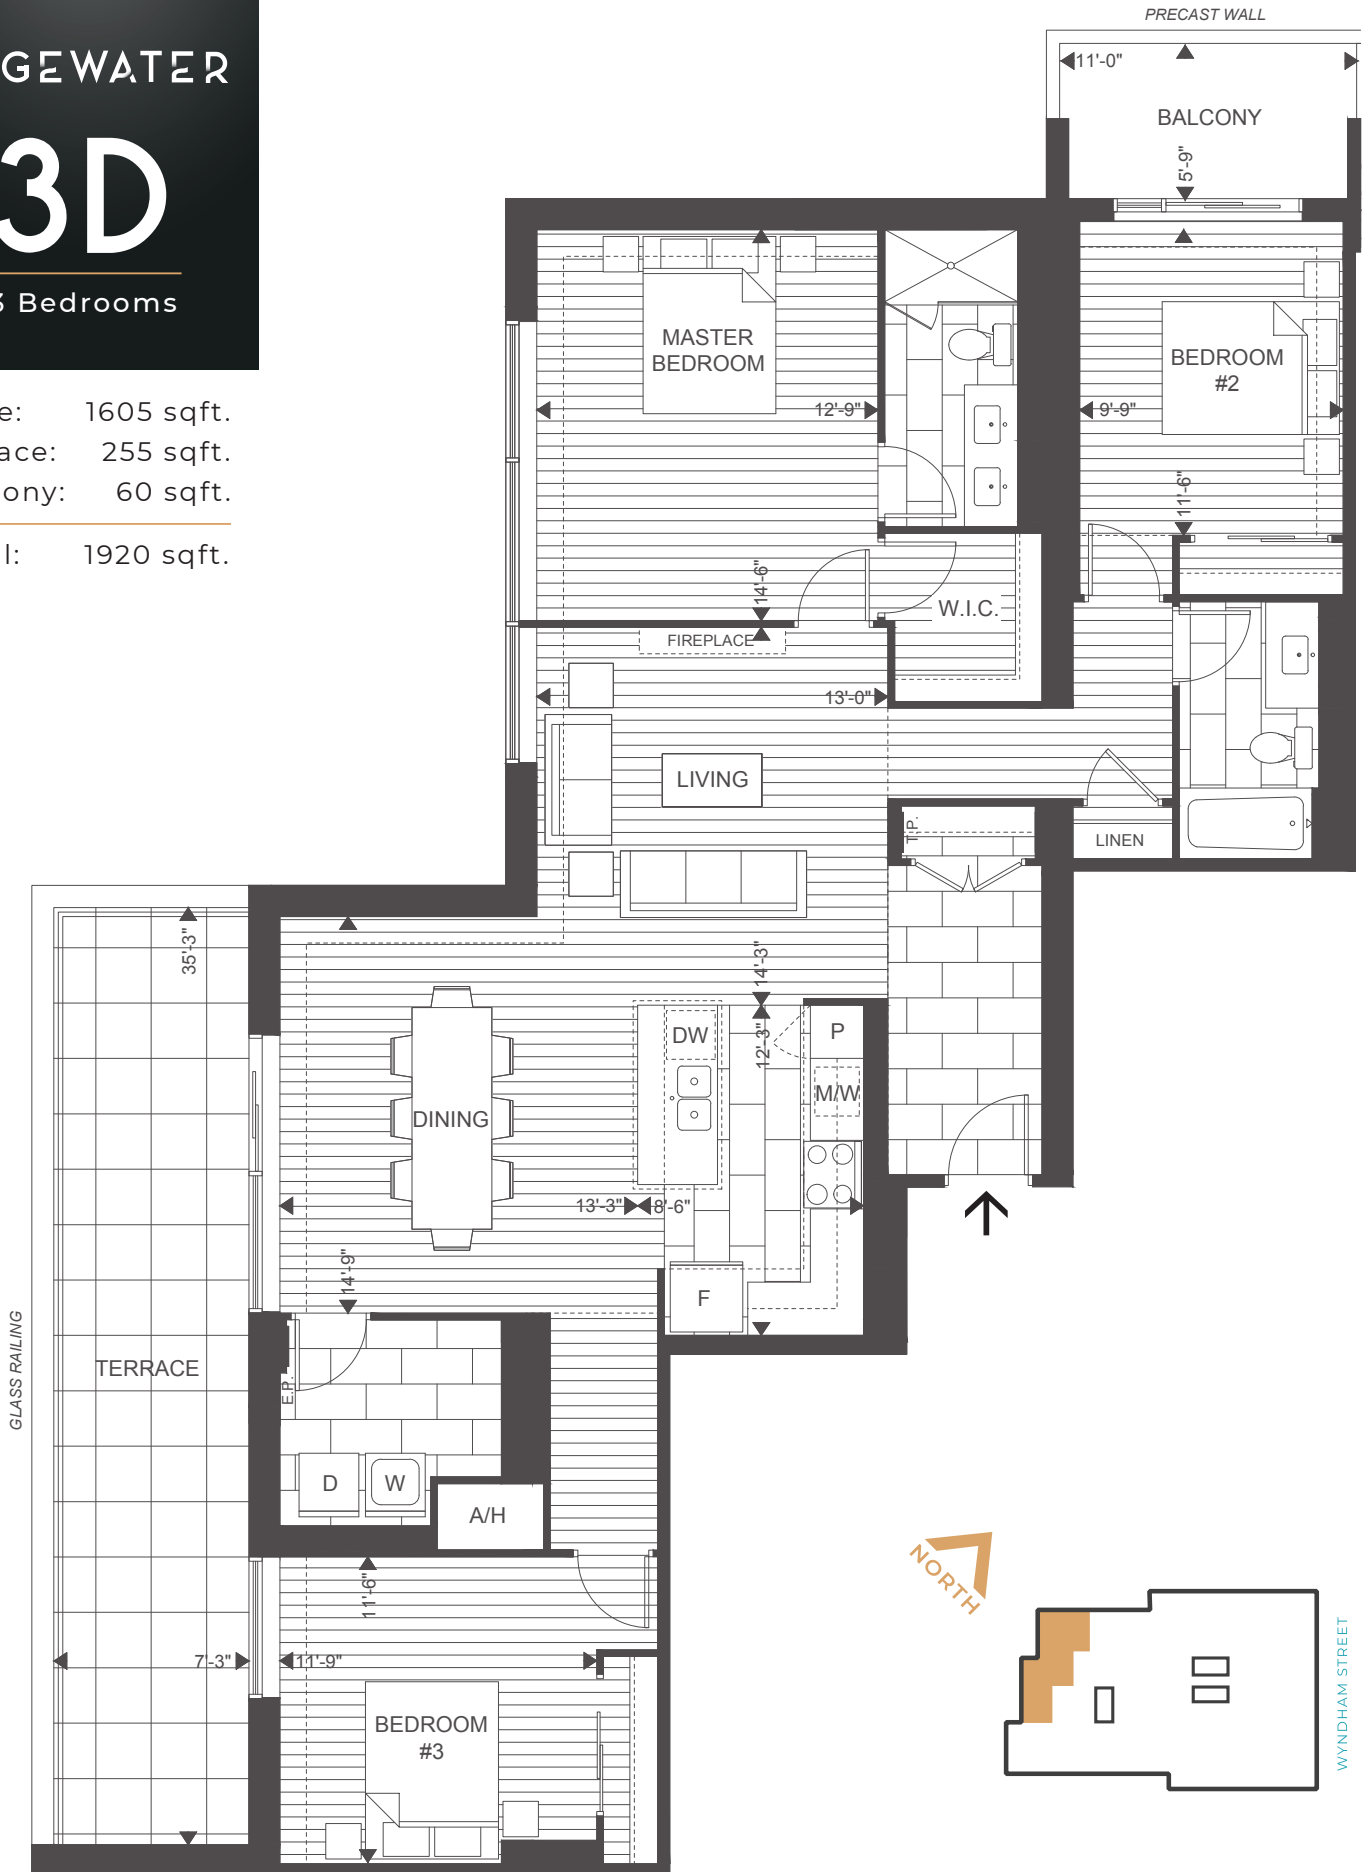 GEWATER
3D
3 Bedrooms
e: 1605 sqft.
ace: 255 sqft.
ony: 60 sqft.
l: 1920 sqft.
PRECAST WALL
11'-0"
BALCONY
5'-9"
MASTER
BEDROOM
12'-9"
14'-6"
BEDROOM
#2
9'-9"
11'-6"
W.I.C.
FIREPLACE
13'-0"
LIVING
T.P.
LINEN
35'-3"
14'-3"
12'-3"
DW
P
M/W
DINING
13'-3"
8'-6"
14'-9"
F
GLASS RAILING
TERRACE
E.P.
D
W
A/H
11'-6"
7'-3"
11'-9"
BEDROOM
#3
NORTH
WYNDHAM STREET